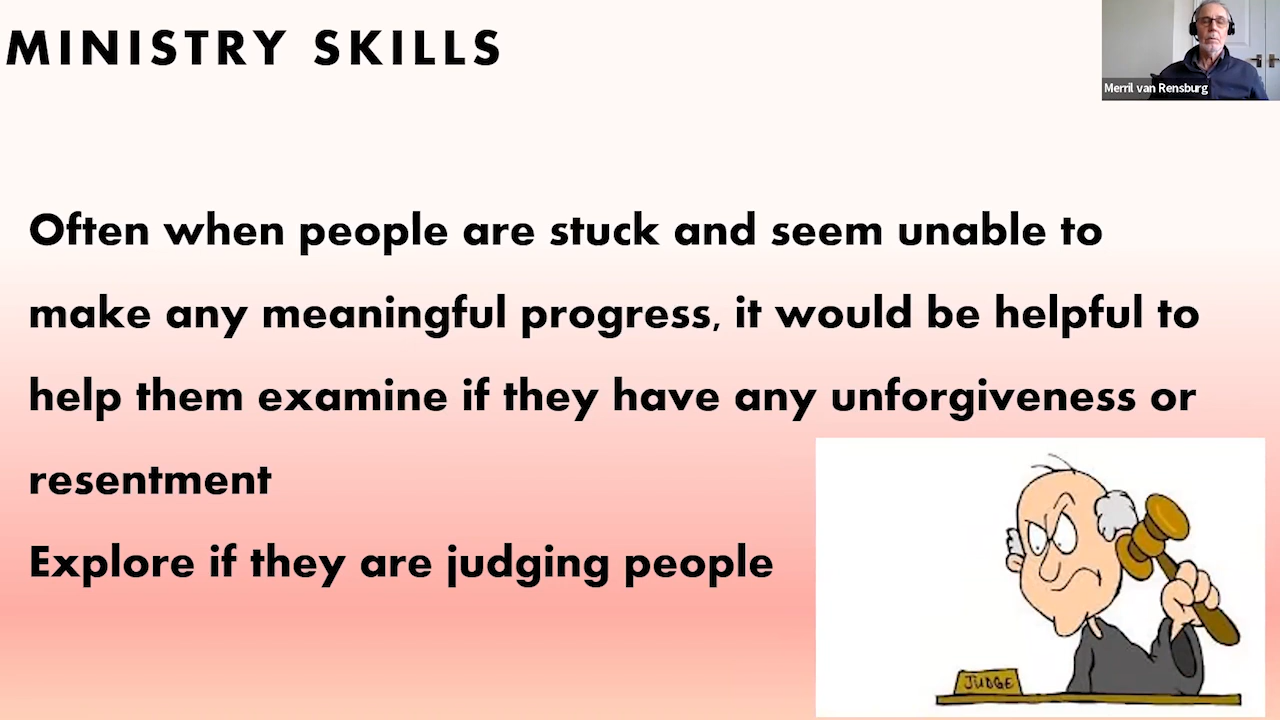 MINISTRY SKILLS
Merril van Rensburg
Often when people are stuck and seem unable to
make any meaningful progress, it would be helpful to
help them examine if they have any unforgiveness or
resentment
Explore if they are judging people
JUDGE